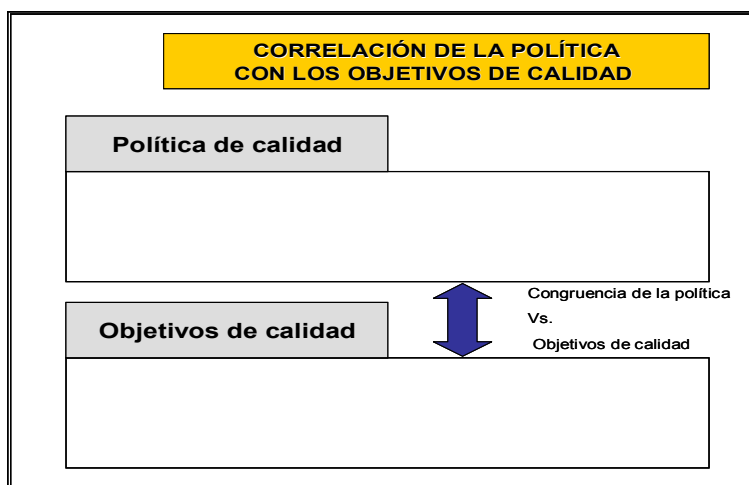 CORRELACIÓN DE LA POLÍTICA
CON LOS OBJETIVOS DE CALIDAD
Política de calidad
Congruencia de la política
Vs.
Objetivos de calidad
Objetivos de calidad